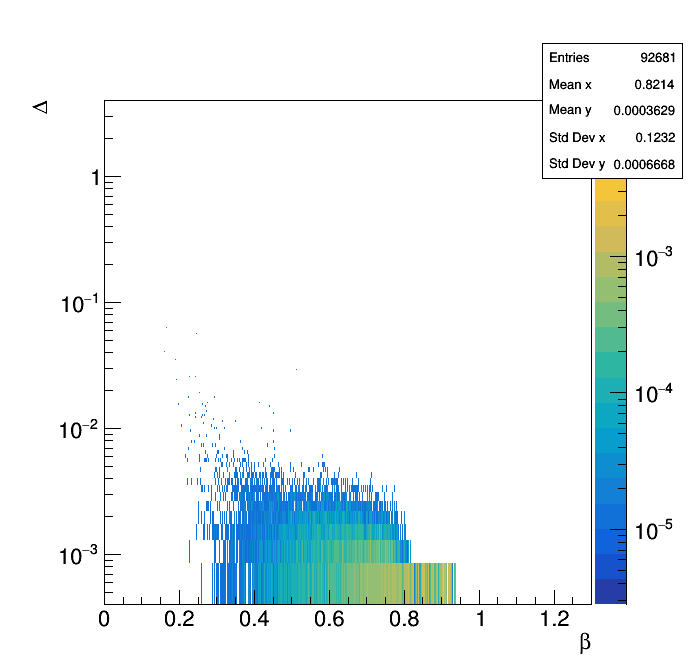 Entries 92681
Mean x 0.8214
Mean y 0.0003629
Std Dev x 0.1232
Std Dev y 0.0006668
Δ
1
10⁻¹
10⁻²
10⁻³
10⁻³
10⁻⁴
10⁻⁵
0 0.2 0.4 0.6 0.8 1 1.2
β